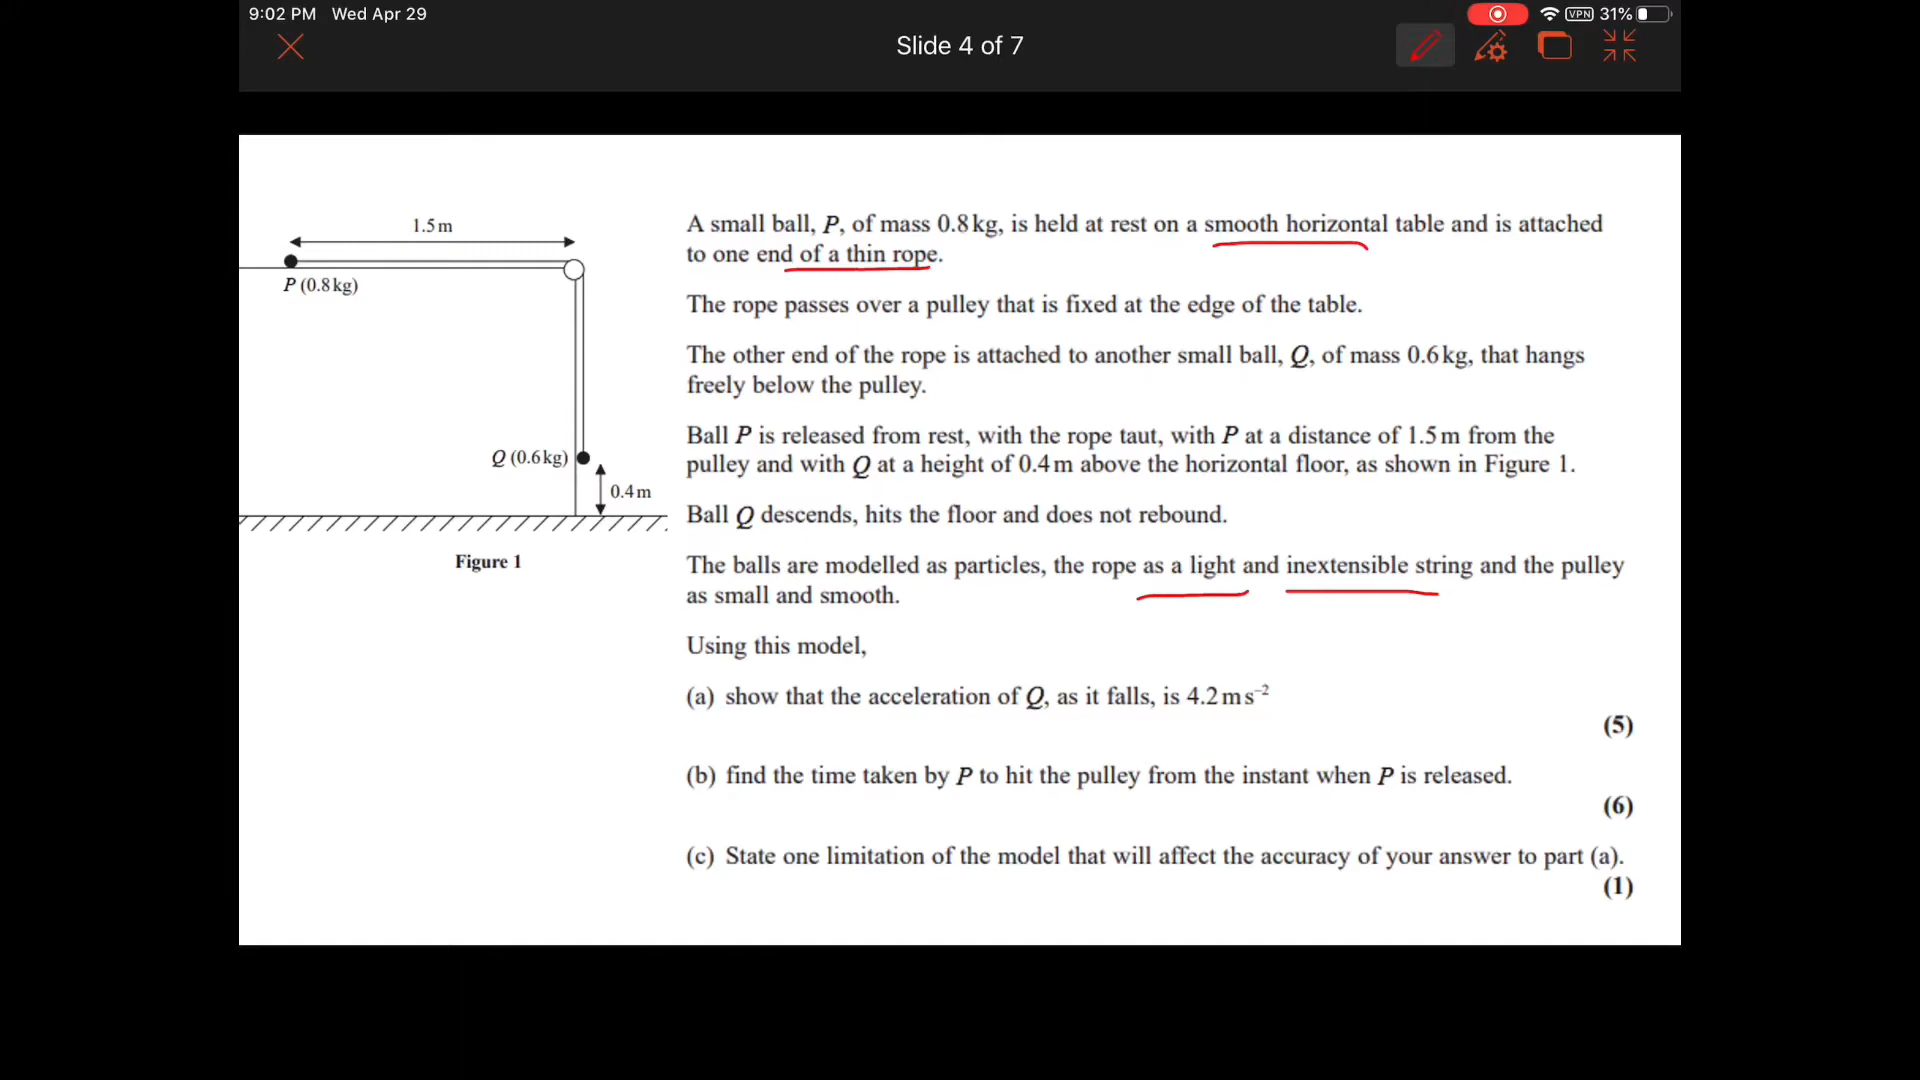 9:02 PM Wed Apr 29
VPN 31%
Slide 4 of 7
1.5 m
P (0.8 kg)
Q (0.6 kg)
0.4 m
Figure 1
A small ball, P, of mass 0.8 kg, is held at rest on a smooth horizontal table and is attached
to one end of a thin rope.
The rope passes over a pulley that is fixed at the edge of the table.
The other end of the rope is attached to another small ball, Q, of mass 0.6 kg, that hangs
freely below the pulley.
Ball P is released from rest, with the rope taut, with P at a distance of 1.5 m from the
pulley and with Q at a height of 0.4 m above the horizontal floor, as shown in Figure 1.
Ball Q descends, hits the floor and does not rebound.
The balls are modelled as particles, the rope as a light and inextensible string and the pulley
as small and smooth.
Using this model,
(a) show that the acceleration of Q, as it falls, is 4.2 m s⁻²
(5)
(b) find the time taken by P to hit the pulley from the instant when P is released.
(6)
(c) State one limitation of the model that will affect the accuracy of your answer to part (a).
(1)